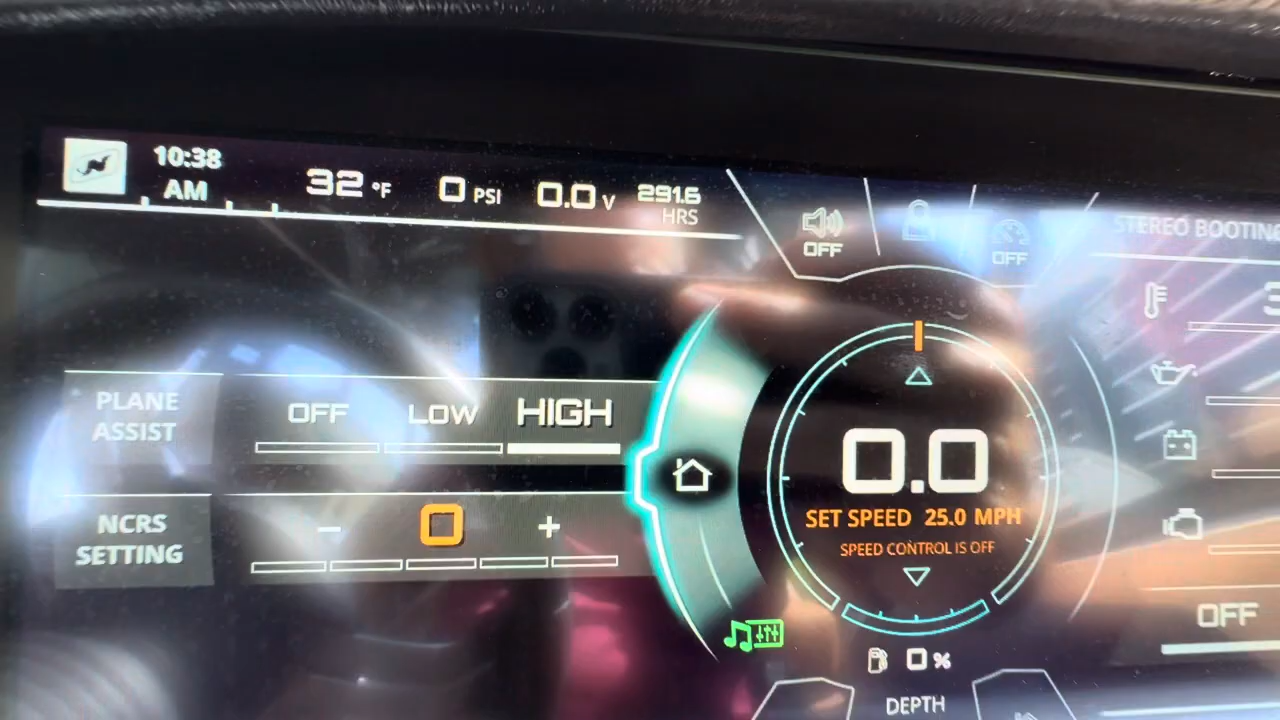 10:38
AM
32 °F
0 PSI
0.0 V
291.6
HRS
OFF
OFF
STEREO BOOTING
3
PLANE
ASSIST
OFF LOW HIGH
NCRS
SETTING
- 0 +
0.0
SET SPEED 25.0 MPH
SPEED CONTROL IS OFF
OFF
0 %
DEPTH